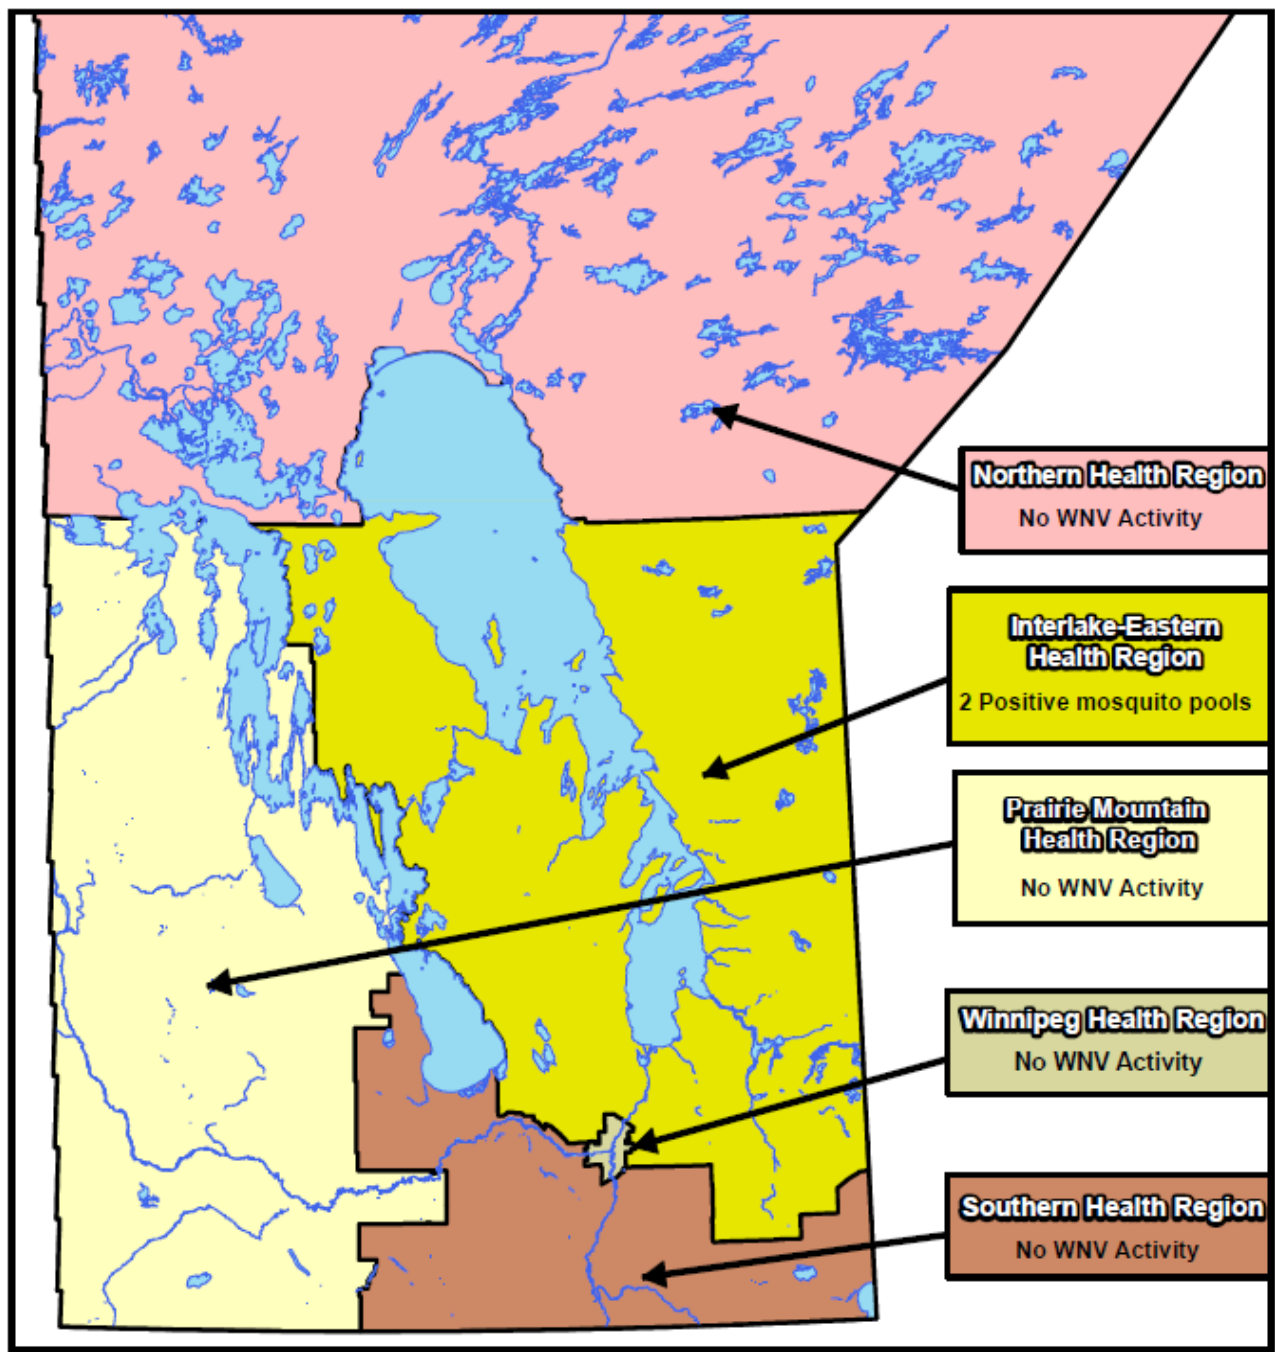 Northern Health Region
No WNV Activity
Interlake-Eastern
Health Region
2 Positive mosquito pools
Prairie Mountain
Health Region
No WNV Activity
Winnipeg Health Region
No WNV Activity
Southern Health Region
No WNV Activity